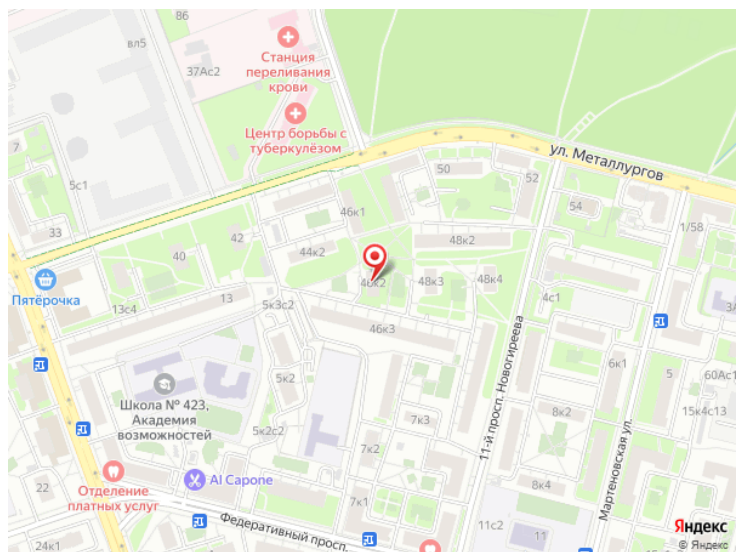 86
вл5
37Ас2
Станция
переливания
крови
Центр борьбы с
туберкулёзом
7
5с1
ул. Металлургов
50
52
54
46к1
33
40
42
44к2
48к2
1/58
Пятёрочка
13с4
13
5к3с2
46к2
48к3
48к4
4с1
3А
46к3
6к1
5
60Ас1
5к2
Школа № 423,
Академия
возможностей
5к2с2
7к3
8к2
15к4с13
11-й просп. Новогиреева
Мартеновская ул.
7к2
Al Capone
Отделение
платных услуг
22
8к4
7к1
Федеративный просп.
11с2
11
24к1
Яндекс
© Яндекс